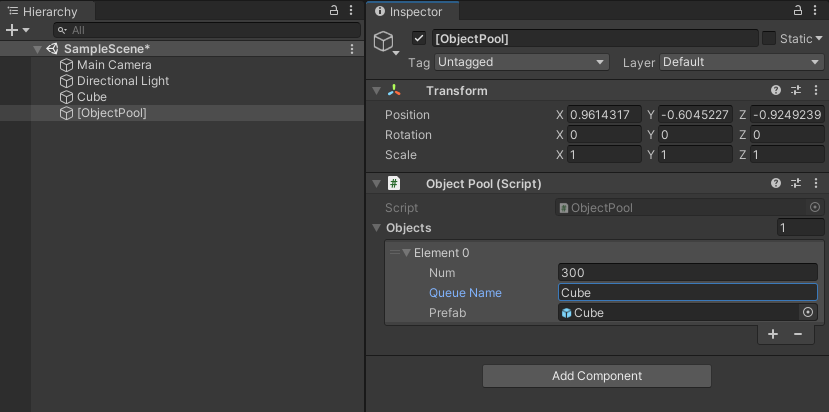 Hierarchy
All
SampleScene*
Main Camera
Directional Light
Cube
[ObjectPool]
Inspector
[ObjectPool]
Static
Tag Untagged Layer Default
Transform
Position X 0.9614317 Y -0.6045227 Z -0.9249239
Rotation X 0 Y 0 Z 0
Scale X 1 Y 1 Z 1
# Object Pool (Script)
Script # ObjectPool
Objects 1
Element 0
Num 300
Queue Name Cube
Prefab Cube
+ −
Add Component